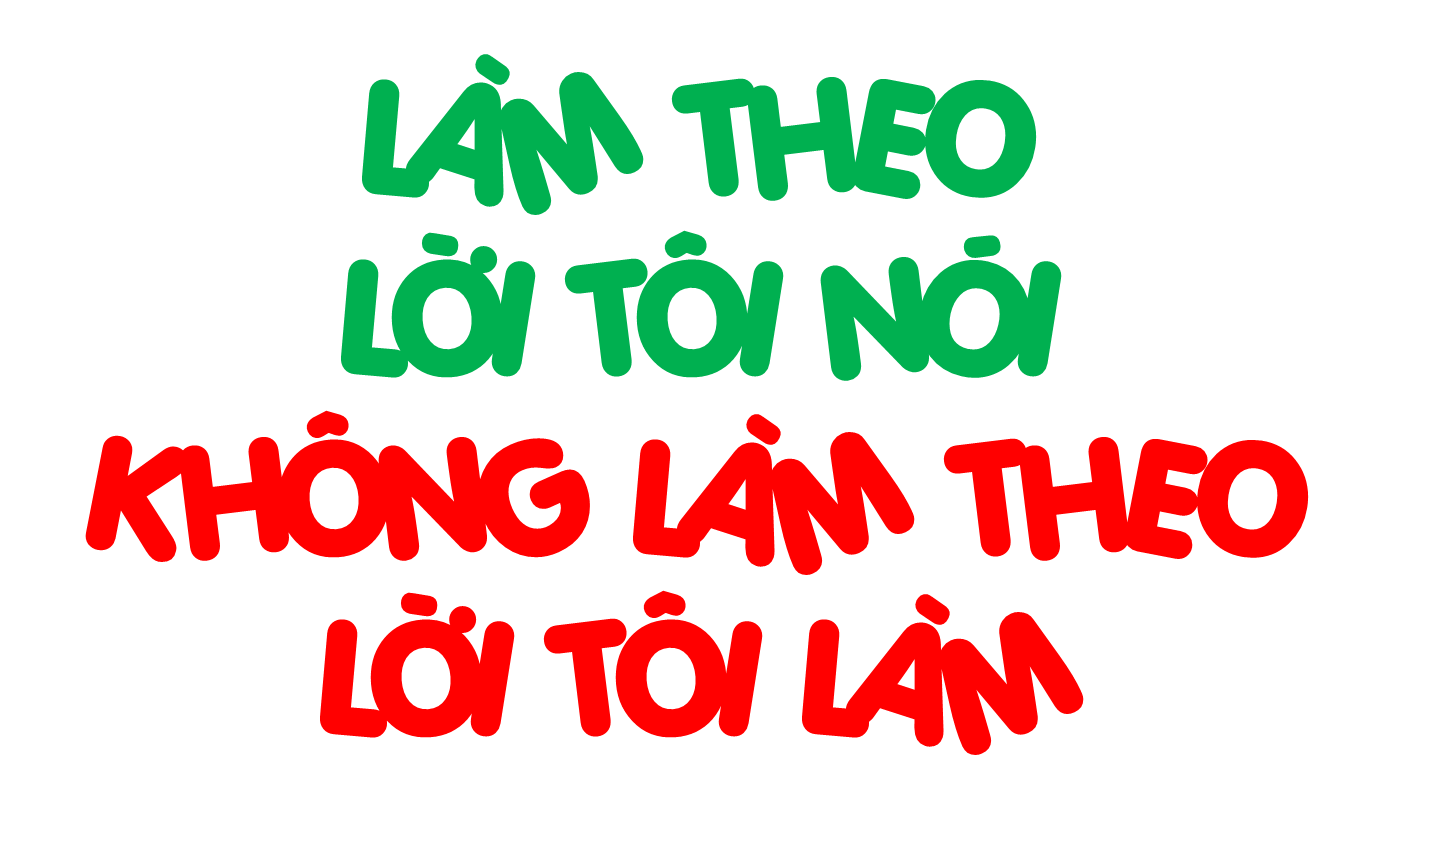 LÀM THEO
LỜI TÔI NÓI
KHÔNG LÀM THEO
LỜI TÔI LÀM